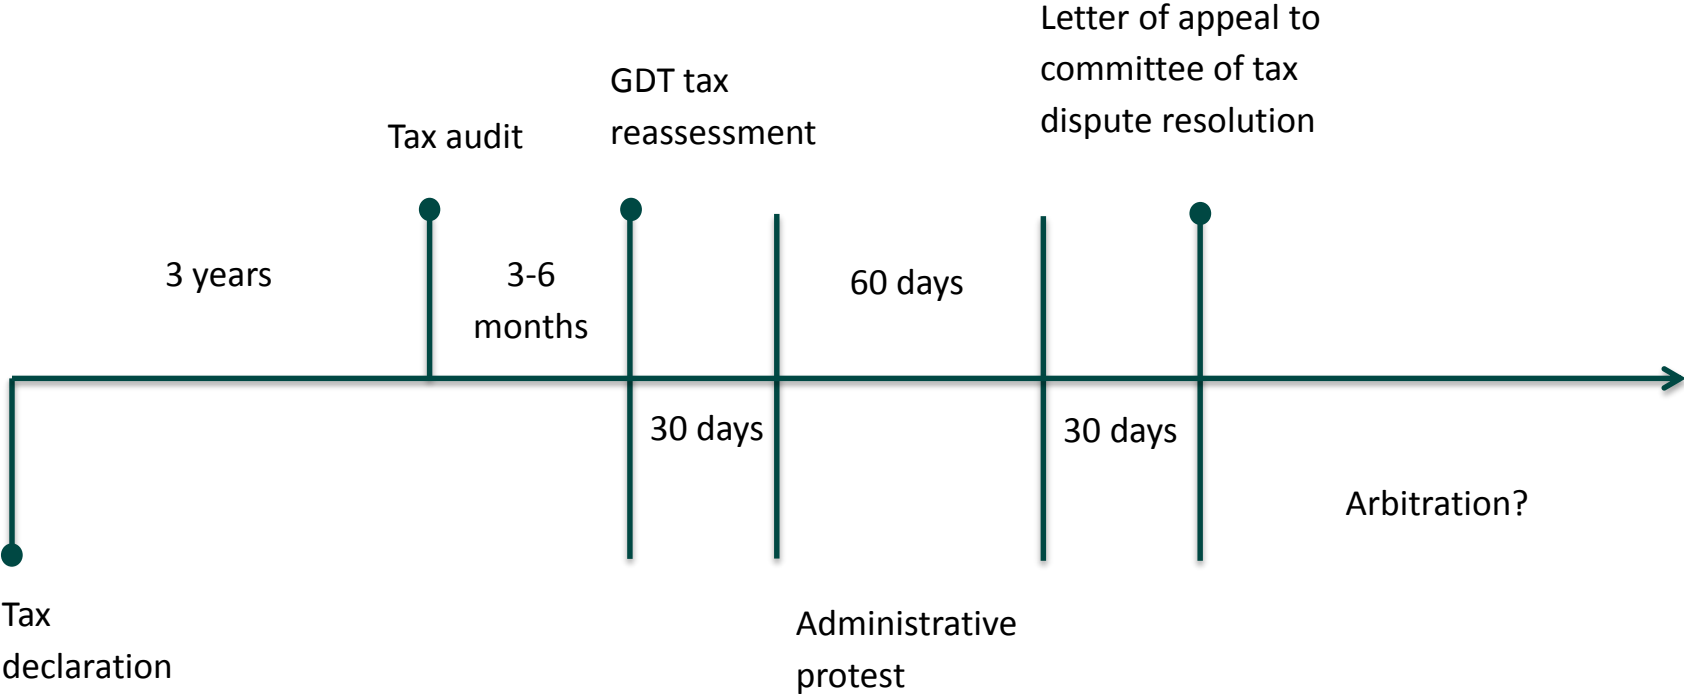 Letter of appeal to
committee of tax
dispute resolution
GDT tax
reassessment
Tax audit
3 years
3-6
months
60 days
30 days
30 days
Arbitration?
Tax
declaration
Administrative
protest